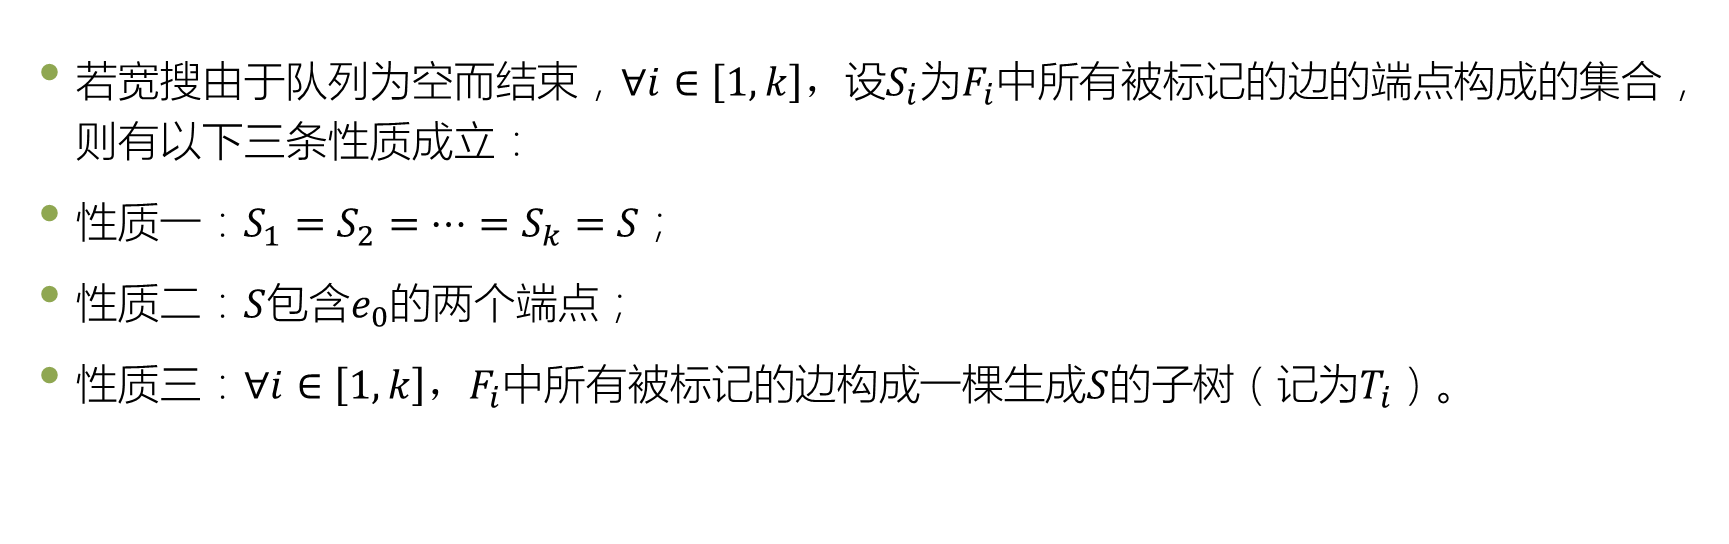 • 若宽搜由于队列为空而结束，∀i ∈ [1, k]，设Sᵢ为Fᵢ中所有被标记的边的端点构成的集合，
则有以下三条性质成立：
• 性质一：S₁ = S₂ = ⋯ = Sₖ = S；
• 性质二：S包含e₀的两个端点；
• 性质三：∀i ∈ [1, k]，Fᵢ中所有被标记的边构成一棵生成S的子树（记为Tᵢ）。